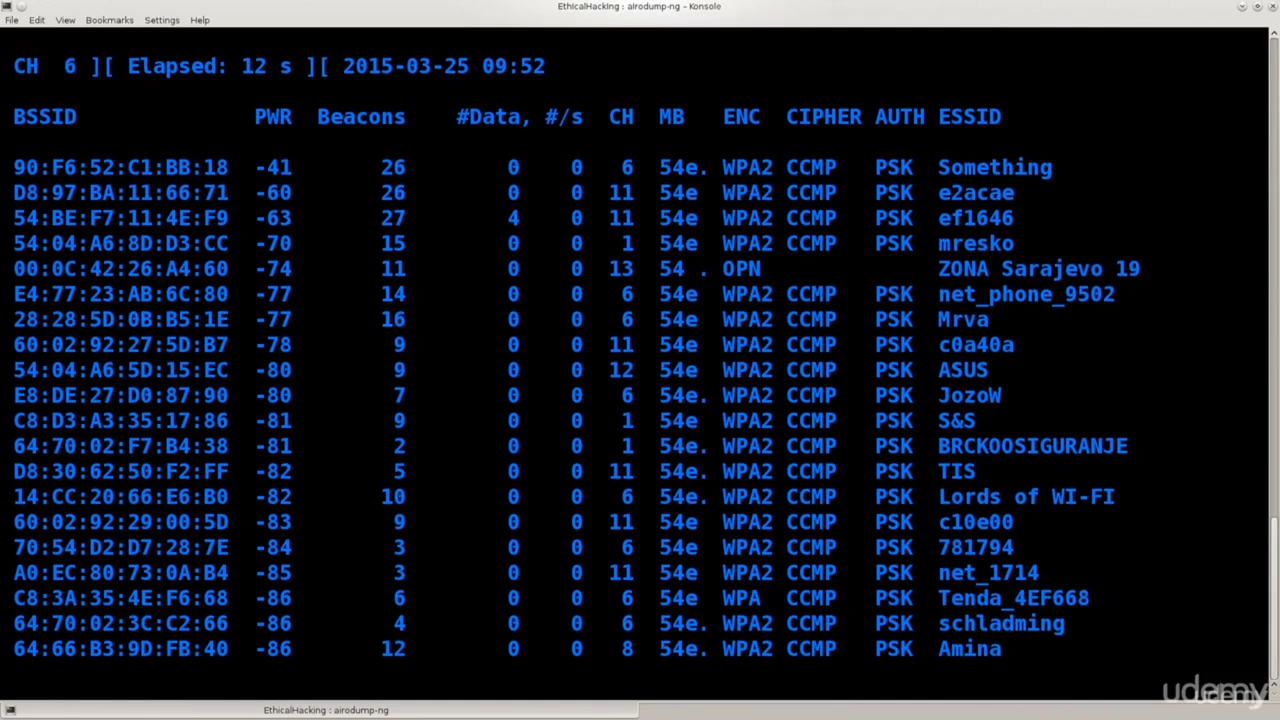 EthicalHacking : airodump-ng - Konsole
File Edit View Bookmarks Settings Help
CH 6 ][ Elapsed: 12 s ][ 2015-03-25 09:52
BSSID PWR Beacons #Data, #/s CH MB ENC CIPHER AUTH ESSID
90:F6:52:C1:BB:18 -41 26 0 0 6 54e. WPA2 CCMP PSK Something
D8:97:BA:11:66:71 -60 26 0 0 11 54e WPA2 CCMP PSK e2acae
54:BE:F7:11:4E:F9 -63 27 4 0 11 54e WPA2 CCMP PSK ef1646
54:04:A6:8D:D3:CC -70 15 0 0 1 54e WPA2 CCMP PSK mresko
00:0C:42:26:A4:60 -74 11 0 0 13 54 . OPN ZONA Sarajevo 19
E4:77:23:AB:6C:80 -77 14 0 0 6 54e WPA2 CCMP PSK net_phone_9502
28:28:5D:0B:B5:1E -77 16 0 0 6 54e WPA2 CCMP PSK Mrva
60:02:92:27:5D:B7 -78 9 0 0 11 54e WPA2 CCMP PSK c0a40a
54:04:A6:5D:15:EC -80 9 0 0 12 54e WPA2 CCMP PSK ASUS
E8:DE:27:D0:87:90 -80 7 0 0 6 54e. WPA2 CCMP PSK JozoW
C8:D3:A3:35:17:86 -81 9 0 0 1 54e WPA2 CCMP PSK S&S
64:70:02:F7:B4:38 -81 2 0 0 1 54e. WPA2 CCMP PSK BRCKOOSIGURANJE
D8:30:62:50:F2:FF -82 5 0 0 11 54e WPA2 CCMP PSK TIS
14:CC:20:66:E6:B0 -82 10 0 0 6 54e. WPA2 CCMP PSK Lords of WI-FI
60:02:92:29:00:5D -83 9 0 0 11 54e WPA2 CCMP PSK c10e00
70:54:D2:D7:28:7E -84 3 0 0 6 54e WPA2 CCMP PSK 781794
A0:EC:80:73:0A:B4 -85 3 0 0 11 54e WPA2 CCMP PSK net_1714
C8:3A:35:4E:F6:68 -86 6 0 0 6 54e WPA CCMP PSK Tenda_4EF668
64:70:02:3C:C2:66 -86 4 0 0 6 54e. WPA2 CCMP PSK schladming
64:66:B3:9D:FB:40 -86 12 0 0 8 54e. WPA2 CCMP PSK Amina
udemy
udemy
EthicalHacking : airodump-ng